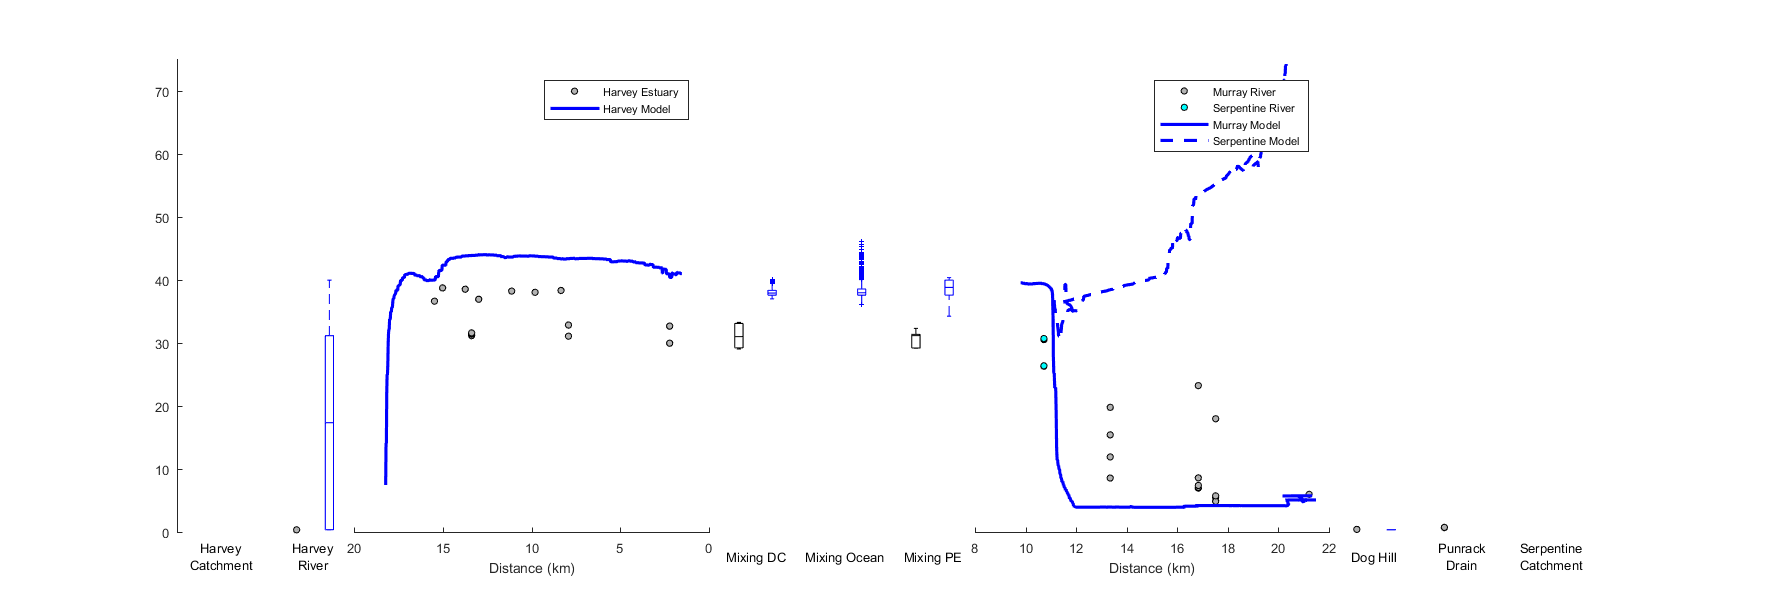 70
60
50
40
30
20
10
0
Harvey Estuary
Harvey Model
Murray River
Serpentine River
Murray Model
Serpentine Model
Harvey
Catchment
Harvey
River
20 15 10 5 0
Distance (km)
Mixing DC
Mixing Ocean
Mixing PE
8 10 12 14 16 18 20 22
Distance (km)
Dog Hill
Punrack
Drain
Serpentine
Catchment